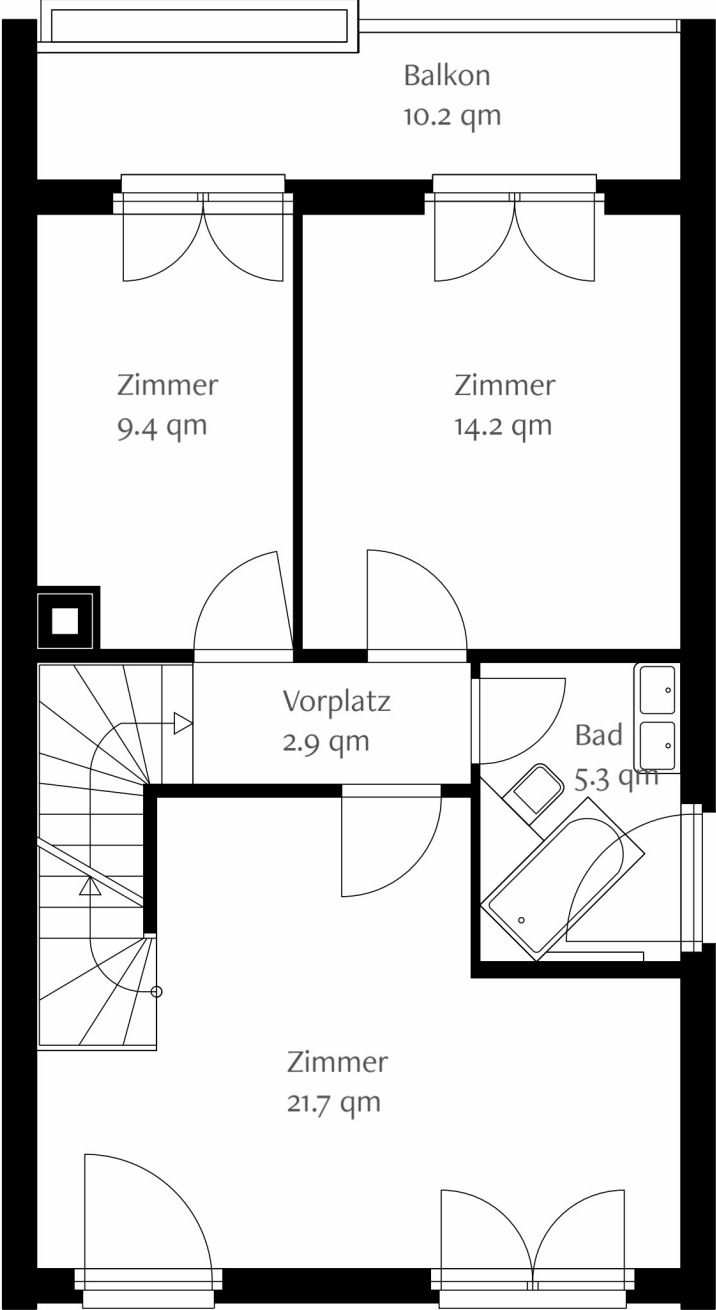 Balkon
10.2 qm
Zimmer
9.4 qm
Zimmer
14.2 qm
Vorplatz
2.9 qm
Bad
5.3 qm
Zimmer
21.7 qm